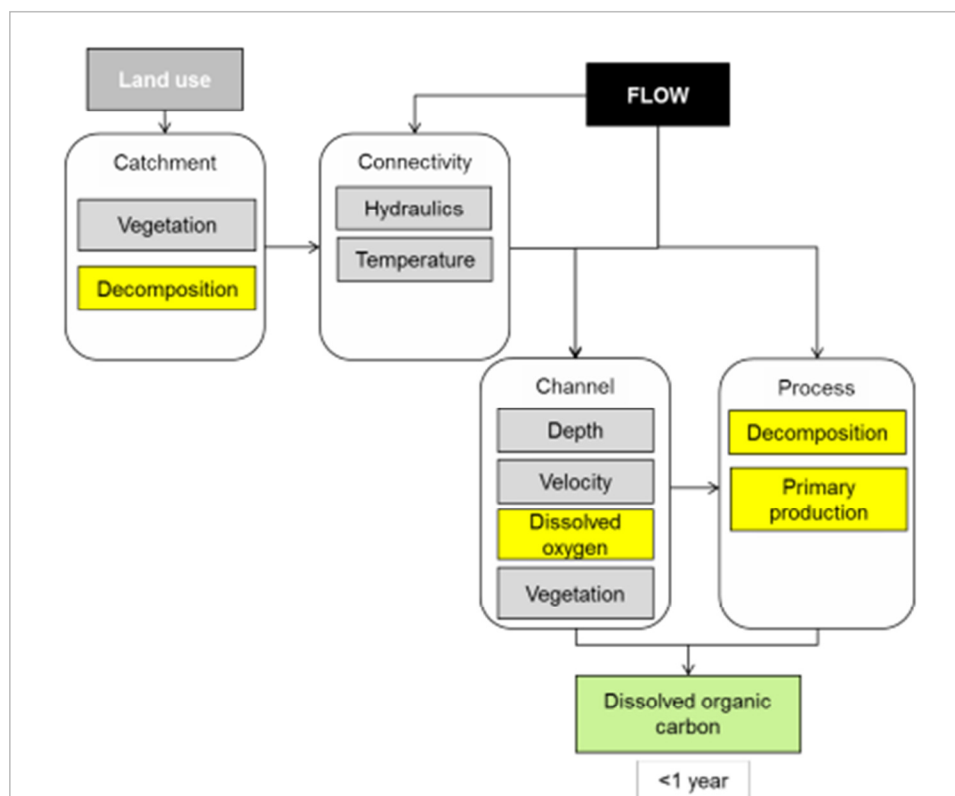 Land use
FLOW
Catchment
Vegetation
Decomposition
Connectivity
Hydraulics
Temperature
Channel
Depth
Velocity
Dissolved
oxygen
Vegetation
Process
Decomposition
Primary
production
Dissolved organic
carbon
<1 year